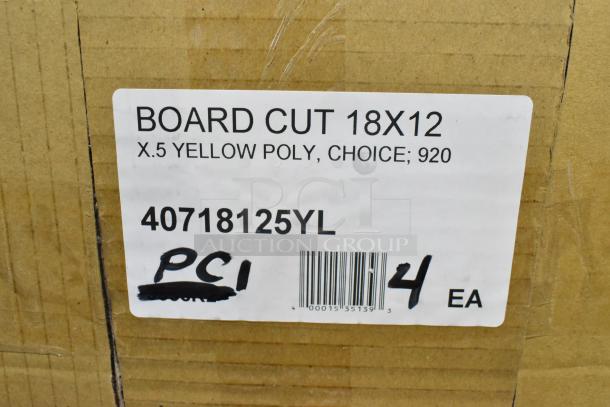 BOARD CUT 18X12
X.5 YELLOW POLY, CHOICE; 920
40718125YL
PCI
AUCTION GROUP
PCI
4 EA
4 00015 35139 3